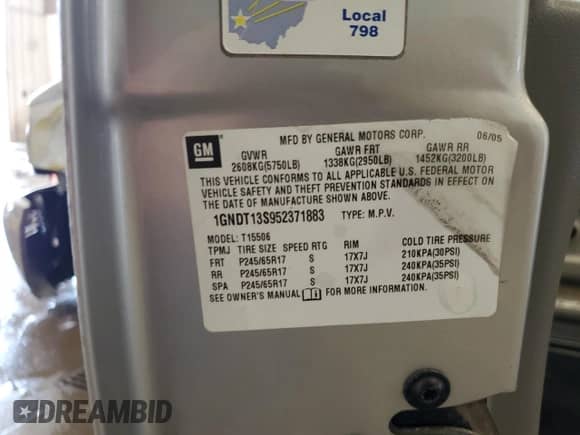 Local
798
GM
MFD BY GENERAL MOTORS CORP. 06/05
GVWR GAWR FRT GAWR RR
2608KG(5750LB) 1338KG(2950LB) 1452KG(3200LB)
THIS VEHICLE CONFORMS TO ALL APPLICABLE U.S. FEDERAL MOTOR
VEHICLE SAFETY AND THEFT PREVENTION STANDARDS IN EFFECT ON
THE DATE OF MANUFACTURE SHOWN ABOVE.
1GNDT13S952371883 TYPE: M.P.V.
MODEL: T15506
TPMJ TIRE SIZE SPEED RTG RIM COLD TIRE PRESSURE
FRT P245/65R17 S 17X7J 210KPA(30PSI)
RR P245/65R17 S 17X7J 240KPA(35PSI)
SPA P245/65R17 S 17X7J 240KPA(35PSI)
SEE OWNER'S MANUAL FOR MORE INFORMATION.
DREAMBID